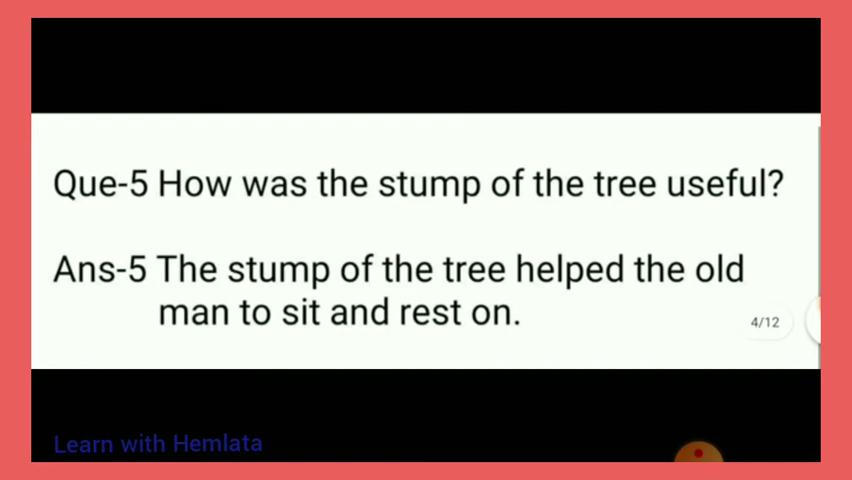 Que-5 How was the stump of the tree useful?
Ans-5 The stump of the tree helped the old
man to sit and rest on.
4/12
Learn with Hemlata